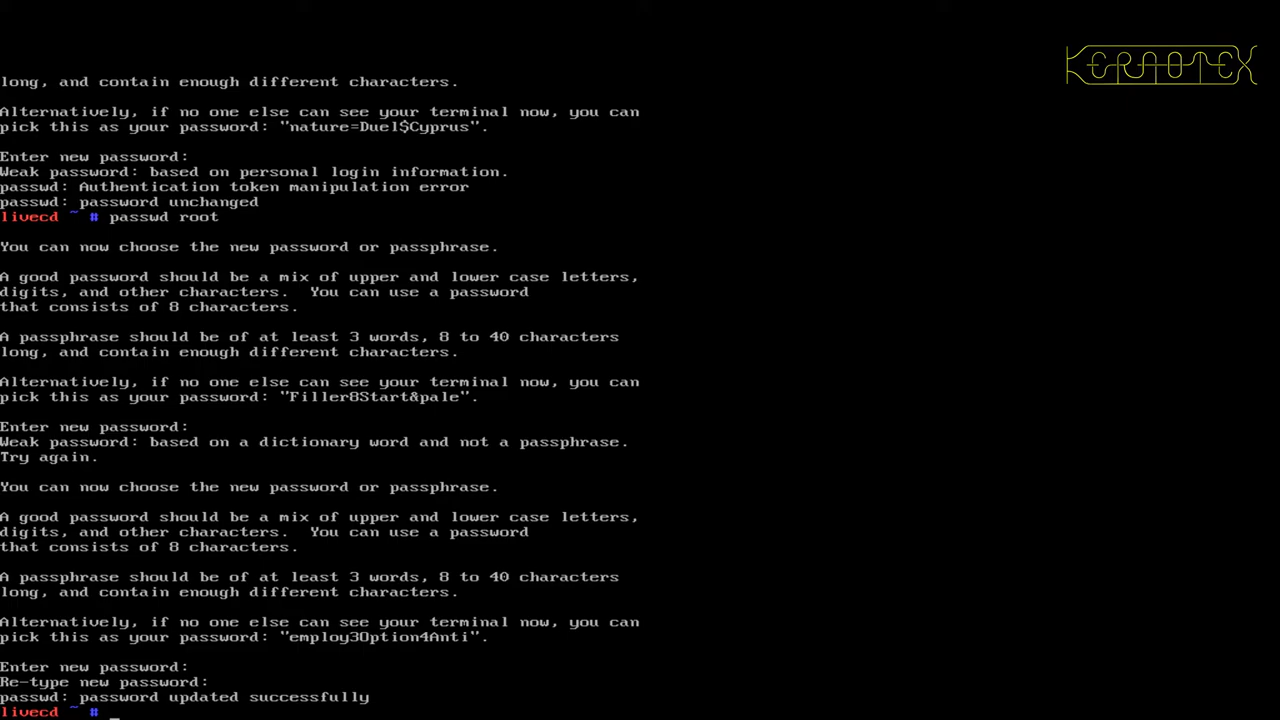 KERNOTEX
long, and contain enough different characters.
Alternatively, if no one else can see your terminal now, you can
pick this as your password: "nature=Duel$Cyprus".
Enter new password:
Weak password: based on personal login information.
passwd: Authentication token manipulation error
passwd: password unchanged
livecd ~ # passwd root
You can now choose the new password or passphrase.
A good password should be a mix of upper and lower case letters,
digits, and other characters.  You can use a password
that consists of 8 characters.
A passphrase should be of at least 3 words, 8 to 40 characters
long, and contain enough different characters.
Alternatively, if no one else can see your terminal now, you can
pick this as your password: "Filler8Start&pale".
Enter new password:
Weak password: based on a dictionary word and not a passphrase.
Try again.
You can now choose the new password or passphrase.
A good password should be a mix of upper and lower case letters,
digits, and other characters.  You can use a password
that consists of 8 characters.
A passphrase should be of at least 3 words, 8 to 40 characters
long, and contain enough different characters.
Alternatively, if no one else can see your terminal now, you can
pick this as your password: "employ3Option4Anti".
Enter new password:
Re-type new password:
passwd: password updated successfully
livecd ~ #